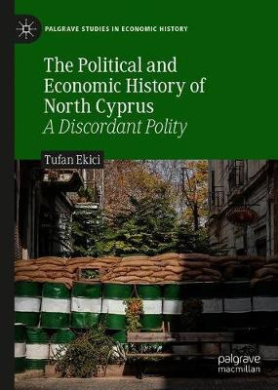 PALGRAVE STUDIES IN ECONOMIC HISTORY
The Political and
Economic History of
North Cyprus
A Discordant Polity
Tufan Ekici
palgrave
macmillan